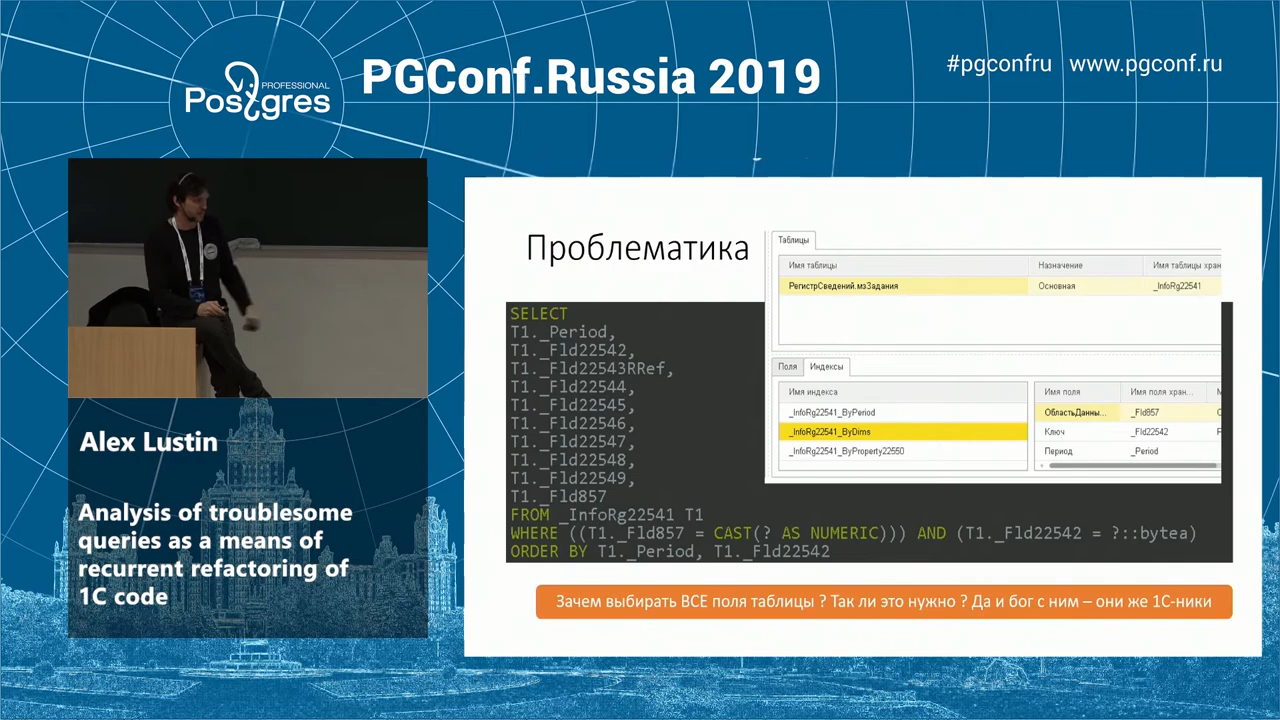 PROFESSIONAL
Postgres
PGConf.Russia 2019
#pgconfru www.pgconf.ru
Alex Lustin
Analysis of troublesome
queries as a means of
recurrent refactoring of
1C code
Проблематика
SELECT
T1._Period,
T1._Fld22542,
T1._Fld22543RRef,
T1._Fld22544,
T1._Fld22545,
T1._Fld22546,
T1._Fld22547,
T1._Fld22548,
T1._Fld22549,
T1._Fld857
FROM _InfoRg22541 T1
WHERE ((T1._Fld857 = CAST(? AS NUMERIC))) AND (T1._Fld22542 = ?::bytea)
ORDER BY T1._Period, T1._Fld22542
Таблицы
Имя таблицы Назначение Имя таблицы хран
РегистрСведений.мзЗадания Основная _InfoRg22541
Поля Индексы
Имя индекса
_InfoRg22541_ByPeriod
_InfoRg22541_ByDims
_InfoRg22541_ByProperty22550
Имя поля Имя поля хран...
ОбластьДанны... _Fld857
Ключ _Fld22542
Период _Period
Зачем выбирать ВСЕ поля таблицы ? Так ли это нужно ? Да и бог с ним – они же 1С-ники